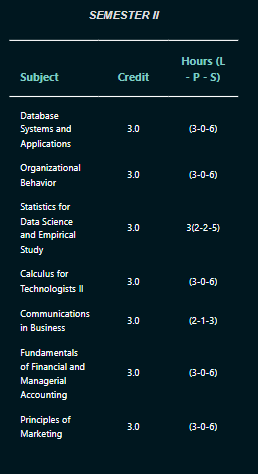 SEMESTER II
Subject Credit Hours (L
- P - S)
Database
Systems and
Applications
3.0 (3-0-6)
Organizational
Behavior
3.0 (3-0-6)
Statistics for
Data Science
and Empirical
Study
3.0 3(2-2-5)
Calculus for
Technologists II
3.0 (3-0-6)
Communications
in Business
3.0 (2-1-3)
Fundamentals
of Financial and
Managerial
Accounting
3.0 (3-0-6)
Principles of
Marketing
3.0 (3-0-6)